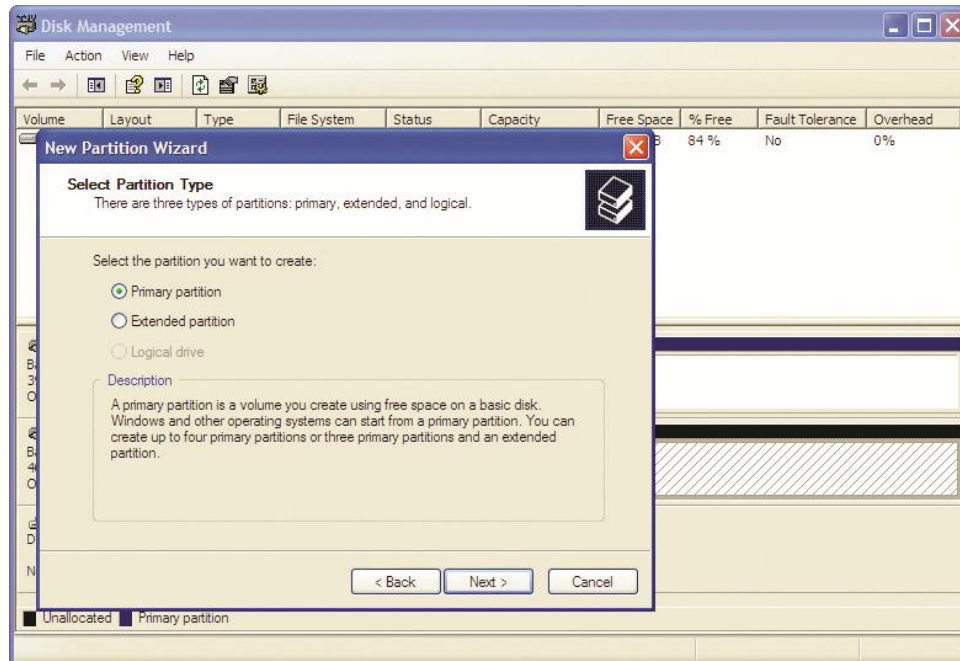 Disk Management
File Action View Help
Volume Layout Type File System Status Capacity Free Space % Free Fault Tolerance Overhead
84 % No 0%
New Partition Wizard
Select Partition Type
There are three types of partitions: primary, extended, and logical.
Select the partition you want to create:
Primary partition
Extended partition
Logical drive
Description
A primary partition is a volume you create using free space on a basic disk.
Windows and other operating systems can start from a primary partition. You can
create up to four primary partitions or three primary partitions and an extended
partition.
< Back Next > Cancel
Unallocated Primary partition